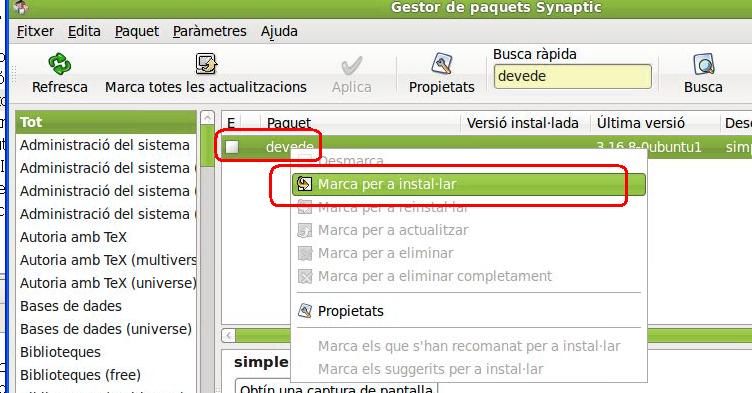 Gestor de paquets Synaptic
Fitxer Edita Paquet Paràmetres Ajuda
Refresca
Marca totes les actualitzacions
Aplica
Propietats
Busca ràpida
devede
Busca
Tot
Administració del sistema
Administració del sistema (
Administració del sistema (
Administració del sistema (
Autoria amb TeX
Autoria amb TeX (multivers
Autoria amb TeX (universe)
Bases de dades
Bases de dades (universe)
Biblioteques
Biblioteques (free)
E Paquet Versió instal·lada Última versió Des
devede 3.16.8-0ubuntu1 sim
Desmarca
Marca per a instal·lar
Marca per a reinstal·lar
Marca per a actualitzar
Marca per a eliminar
Marca per a eliminar completament
Propietats
Marca els que s'han recomanat per a instal·lar
Marca els suggerits per a instal·lar
simple
Obtín una captura de pantalla